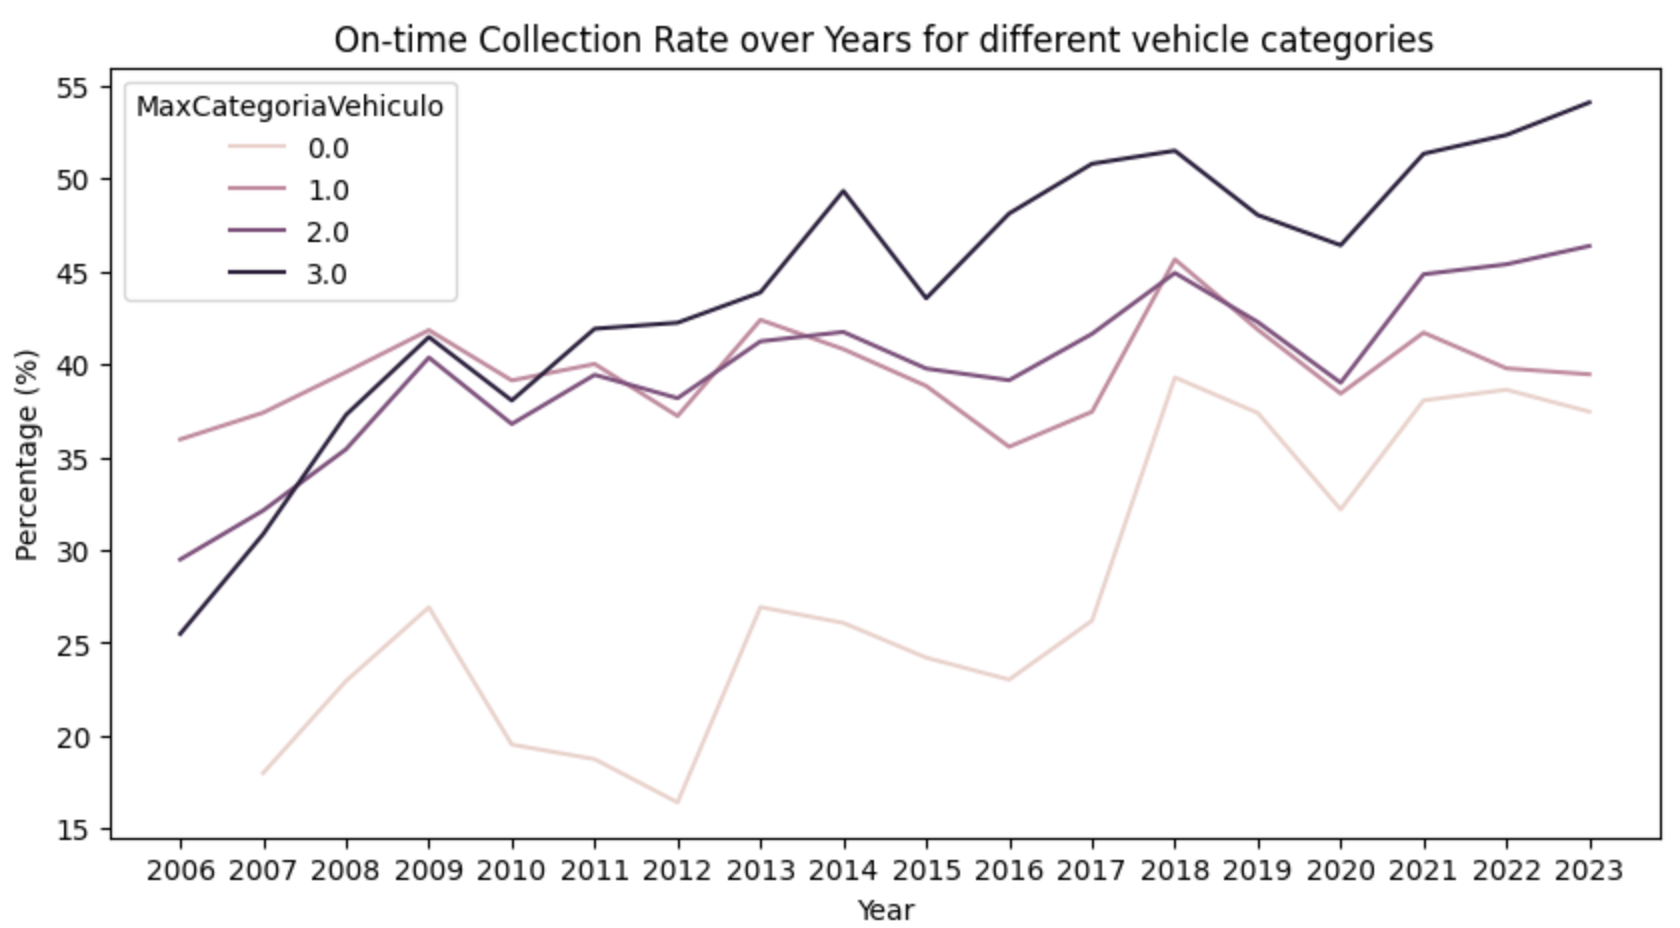 On-time Collection Rate over Years for different vehicle categories
MaxCategoriaVehiculo
0.0
1.0
2.0
3.0
Percentage (%)
55
50
45
40
35
30
25
20
15
2006 2007 2008 2009 2010 2011 2012 2013 2014 2015 2016 2017 2018 2019 2020 2021 2022 2023
Year